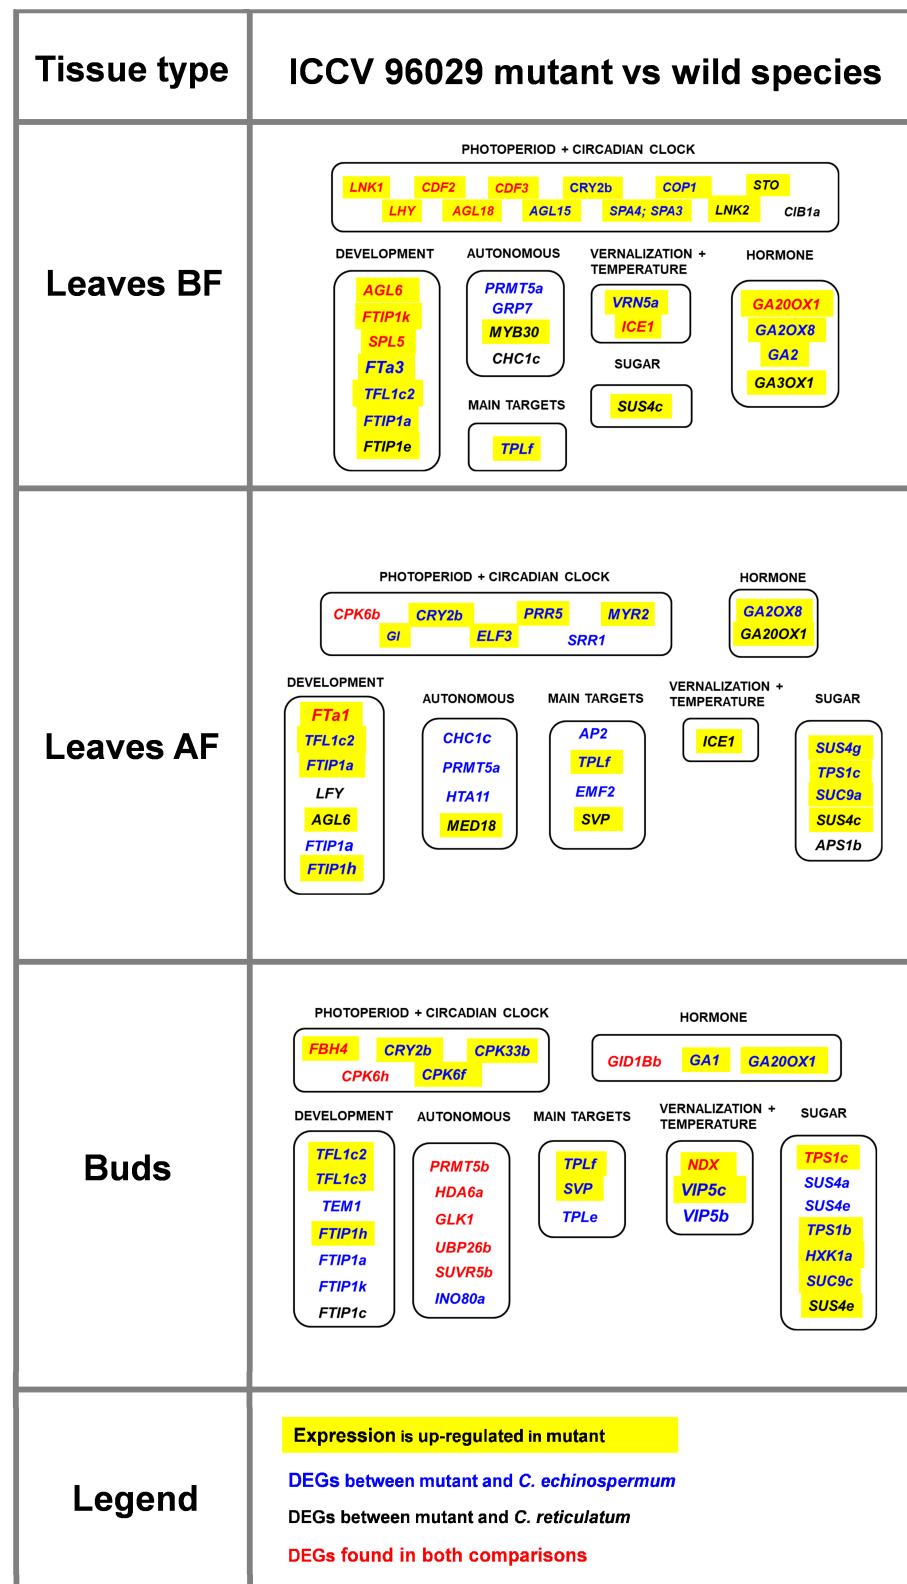 Tissue type
ICCV 96029 mutant vs wild species
Leaves BF
PHOTOPERIOD + CIRCADIAN CLOCK
LNK1 CDF2 CDF3 CRY2b COP1 STO
LHY AGL18 AGL15 SPA4; SPA3 LNK2 CIB1a
DEVELOPMENT
AGL6
FTIP1k
SPL5
FTa3
TFL1c2
FTIP1a
FTIP1e
AUTONOMOUS
PRMT5a
GRP7
MYB30
CHC1c
MAIN TARGETS
TPLf
VERNALIZATION +
TEMPERATURE
VRN5a
ICE1
SUGAR
SUS4c
HORMONE
GA20OX1
GA2OX8
GA2
GA3OX1
Leaves AF
PHOTOPERIOD + CIRCADIAN CLOCK
CPK6b CRY2b PRR5 MYR2
GI ELF3 SRR1
HORMONE
GA2OX8
GA20OX1
DEVELOPMENT
FTa1
TFL1c2
FTIP1a
LFY
AGL6
FTIP1a
FTIP1h
AUTONOMOUS
CHC1c
PRMT5a
HTA11
MED18
MAIN TARGETS
AP2
TPLf
EMF2
SVP
VERNALIZATION +
TEMPERATURE
ICE1
SUGAR
SUS4g
TPS1c
SUC9a
SUS4c
APS1b
Buds
PHOTOPERIOD + CIRCADIAN CLOCK
FBH4 CRY2b CPK33b
CPK6h CPK6f
HORMONE
GID1Bb GA1 GA20OX1
DEVELOPMENT
TFL1c2
TFL1c3
TEM1
FTIP1h
FTIP1a
FTIP1k
FTIP1c
AUTONOMOUS
PRMT5b
HDA6a
GLK1
UBP26b
SUVR5b
INO80a
MAIN TARGETS
TPLf
SVP
TPLe
VERNALIZATION +
TEMPERATURE
NDX
VIP5c
VIP5b
SUGAR
TPS1c
SUS4a
SUS4e
TPS1b
HXK1a
SUC9c
SUS4e
Legend
Expression is up-regulated in mutant
DEGs between mutant and C. echinospermum
DEGs between mutant and C. reticulatum
DEGs found in both comparisons